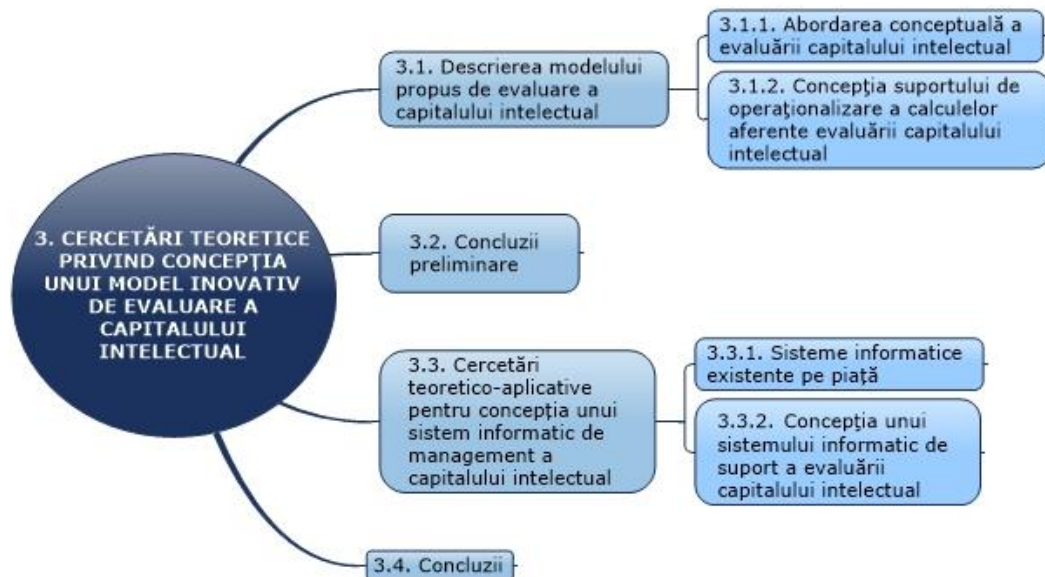 3. CERCETĂRI TEORETICE
PRIVIND CONCEPŢIA
UNUI MODEL INOVATIV
DE EVALUARE A
CAPITALULUI
INTELECTUAL
3.1. Descrierea modelului
propus de evaluare a
capitalului intelectual
3.1.1. Abordarea conceptuală a
evaluării capitalului intelectual
3.1.2. Concepţia suportului de
operaţionalizare a calculelor
aferente evaluării capitalului
intelectual
3.2. Concluzii
preliminare
3.3. Cercetări
teoretico-aplicative
pentru concepţia unui
sistem informatic de
management a
capitalului intelectual
3.3.1. Sisteme informatice
existente pe piaţă
3.3.2. Concepţia unui
sistemului informatic de
suport a evaluării
capitalului intelectual
3.4. Concluzii